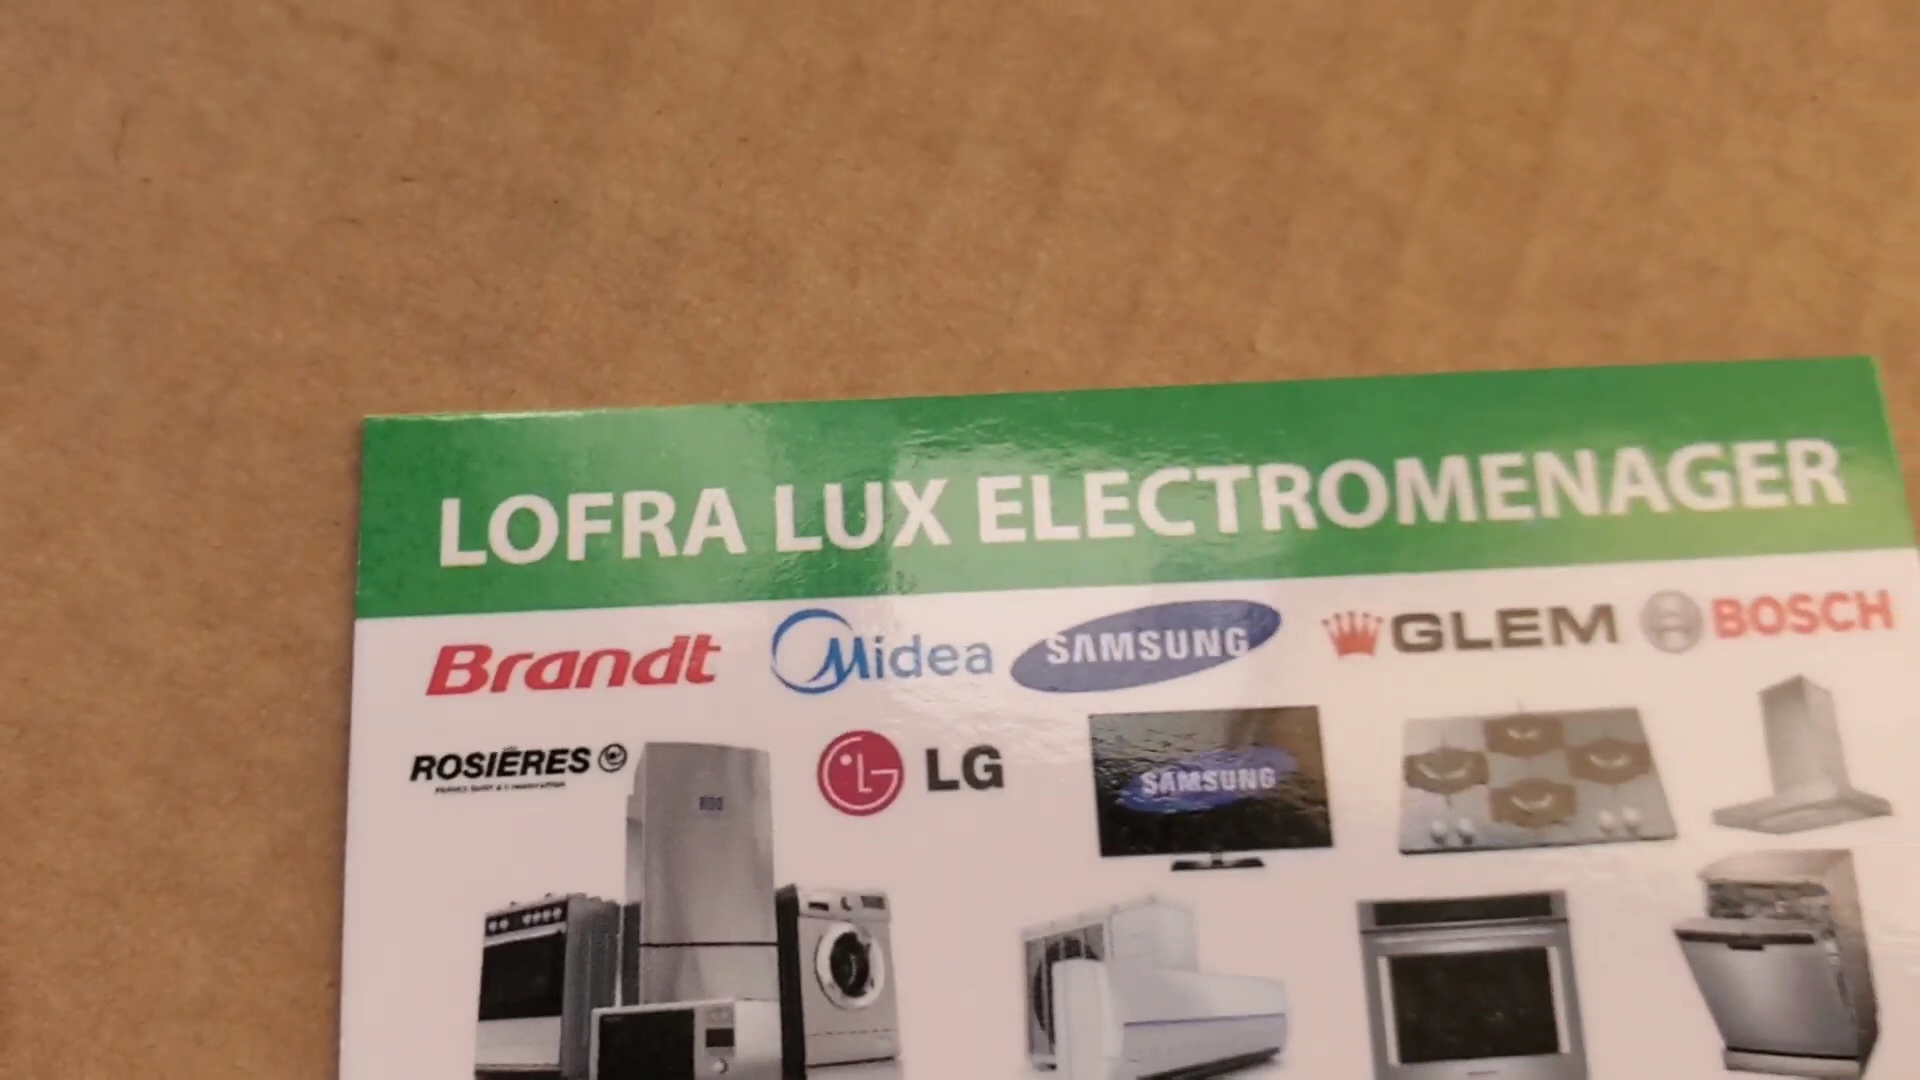 LOFRA LUX ELECTROMENAGER
Brandt Midea SAMSUNG GLEM BOSCH
ROSIÈRES LG SAMSUNG